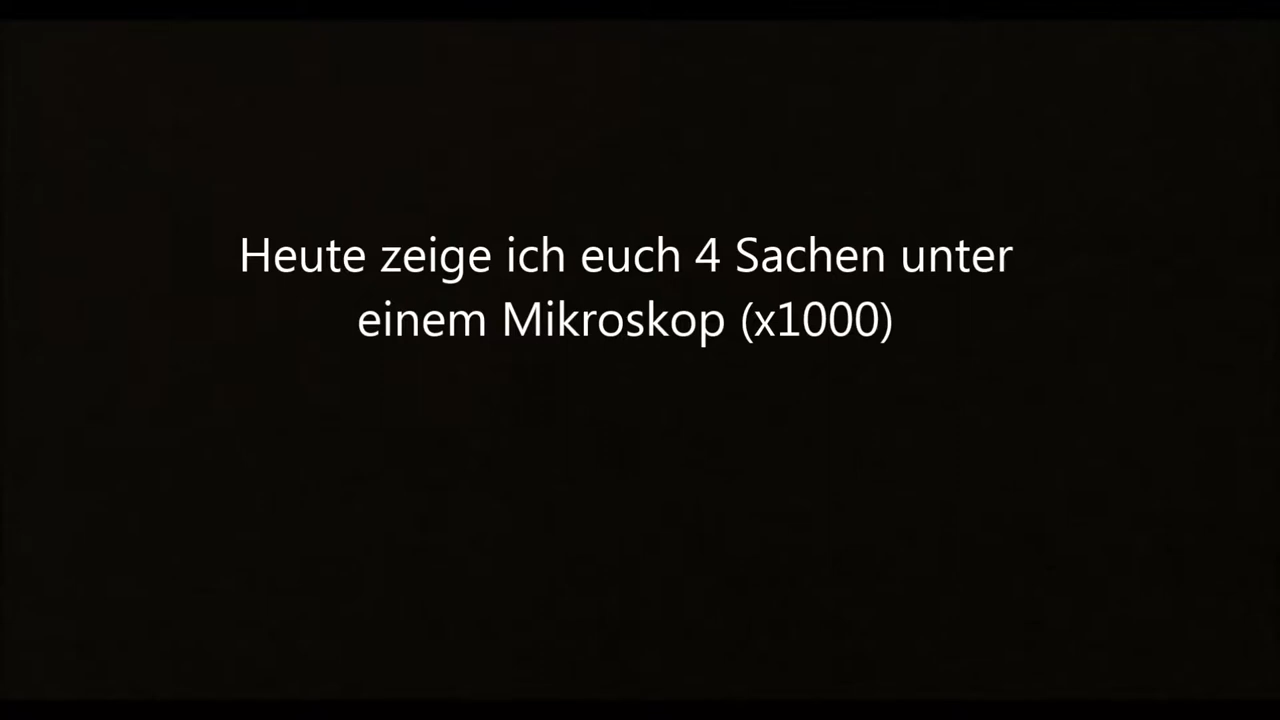 Heute zeige ich euch 4 Sachen unter
einem Mikroskop (x1000)